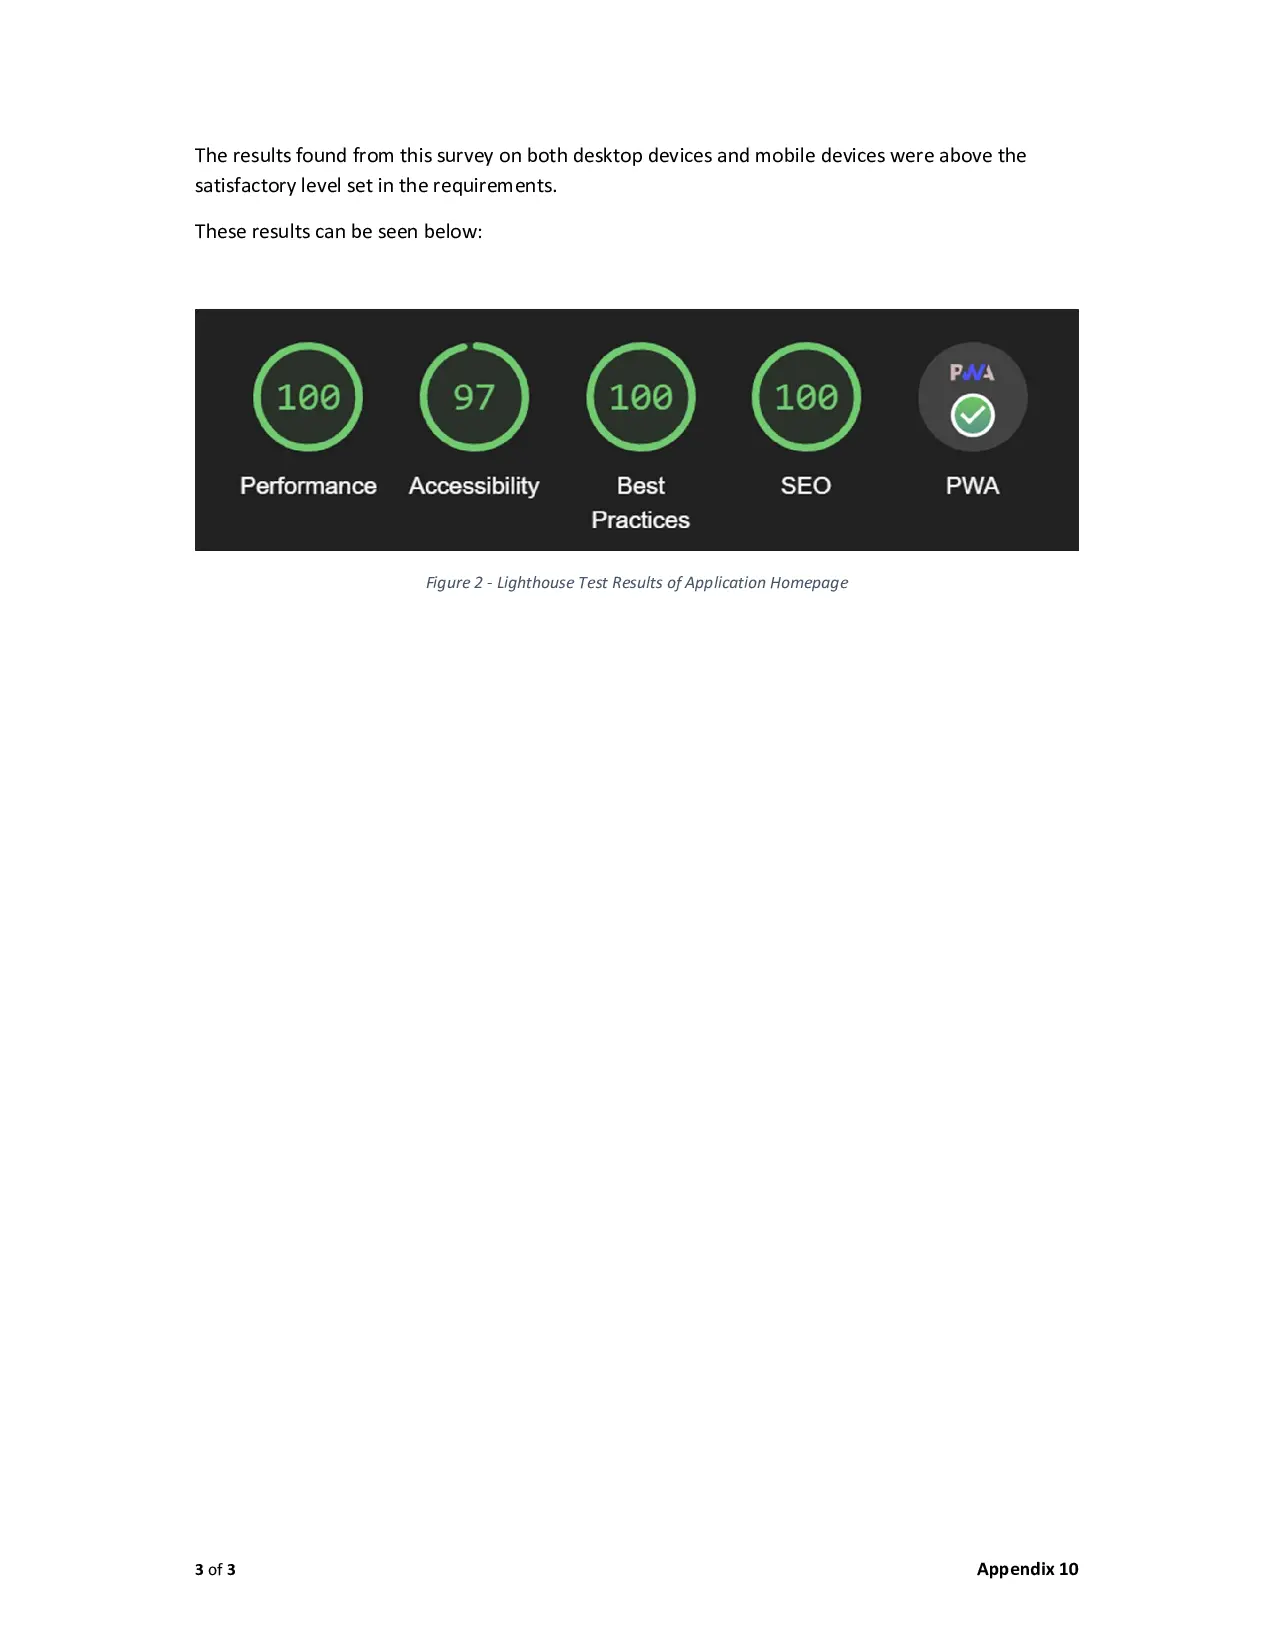 The results found from this survey on both desktop devices and mobile devices were above the
satisfactory level set in the requirements.
These results can be seen below:
100 97 100 100 PWA
Performance Accessibility Best Practices SEO PWA
Figure 2 - Lighthouse Test Results of Application Homepage
3 of 3 Appendix 10